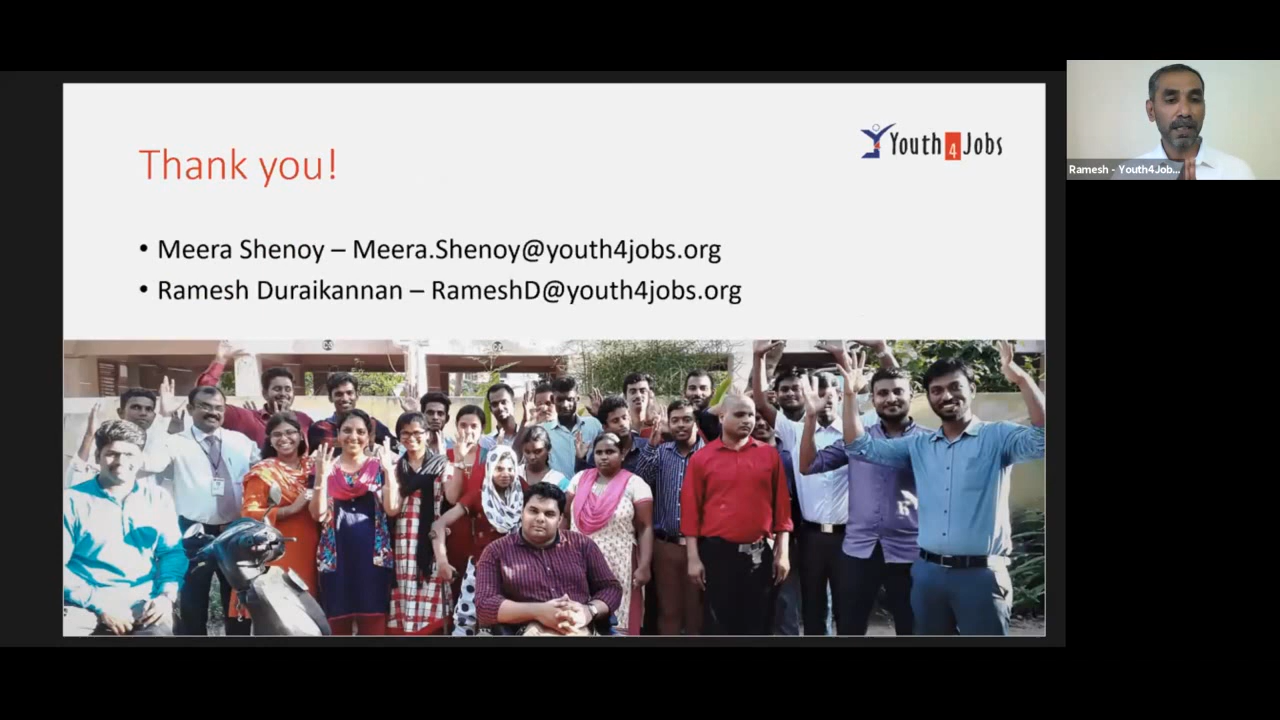 Thank you!
Youth4Jobs
• Meera Shenoy – Meera.Shenoy@youth4jobs.org
• Ramesh Duraikannan – RameshD@youth4jobs.org
Ramesh - Youth4Job...